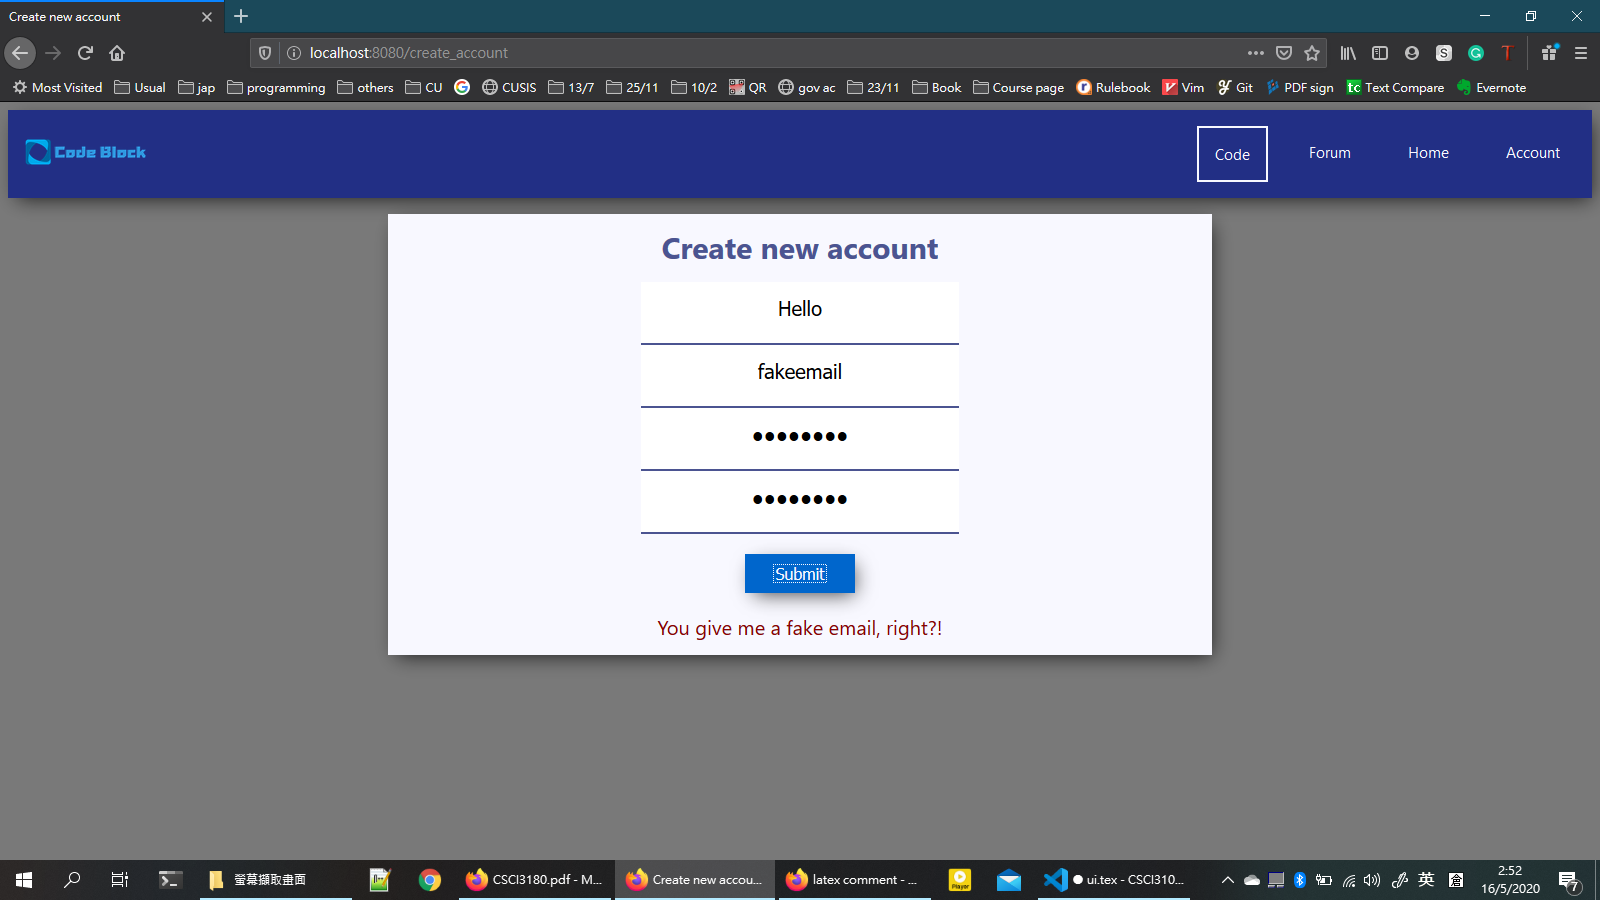 Create new account
localhost:8080/create_account
Most Visited Usual jap programming others CU CUSIS 13/7 25/11 10/2 QR gov ac 23/11 Book Course page Rulebook Vim Git PDF sign Text Compare Evernote
Code Block Code Forum Home Account
Create new account
Hello
fakeemail
Submit
You give me a fake email, right?!
螢幕擷取畫面 CSCI3180.pdf - M... Create new accou... latex comment - ... ui.tex - CSCI310... 英 倉 2:52
16/5/2020 7